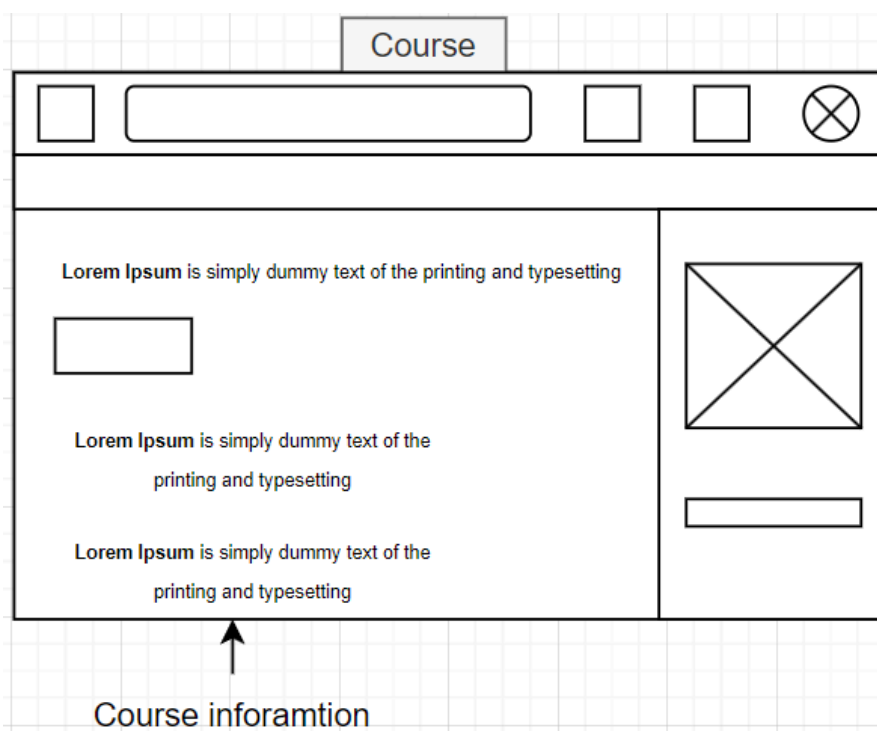 Course
Lorem Ipsum is simply dummy text of the printing and typesetting
Lorem Ipsum is simply dummy text of the
printing and typesetting
Lorem Ipsum is simply dummy text of the
printing and typesetting
Course inforamtion